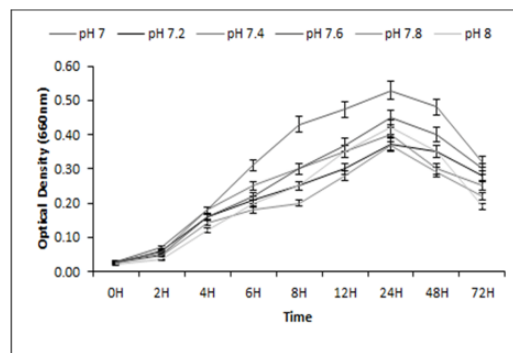 pH 7 pH 7.2 pH 7.4 pH 7.6 pH 7.8 pH 8
0.60
0.50
0.40
0.30
0.20
0.10
0.00
Optical Density (660nm)
0H 2H 4H 6H 8H 12H 24H 48H 72H
Time